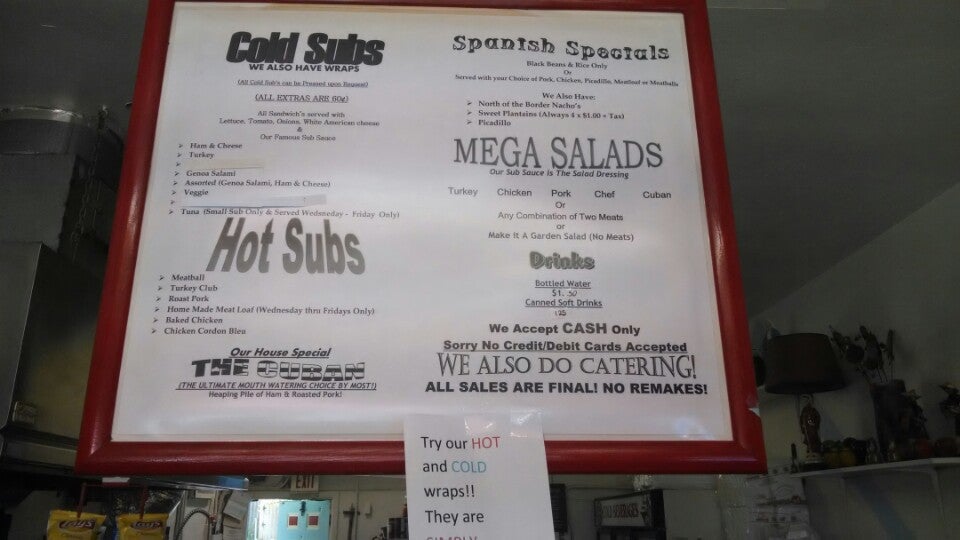 Cold Subs
WE ALSO HAVE WRAPS
(All Cold Sub's can be Pressed upon Request)
(ALL EXTRAS ARE 60¢)
All Sandwich's served with
Lettuce, Tomato, Onions, White American cheese
&
Our Famous Sub Sauce
Ham & Cheese
Turkey
Genoa Salami
Assorted (Genoa Salami, Ham & Cheese)
Veggie
Tuna (Small Sub Only & Served Wednesday - Friday Only)
Hot Subs
Meatball
Turkey Club
Roast Pork
Home Made Meat Loaf (Wednesday thru Fridays Only)
Baked Chicken
Chicken Cordon Bleu
Our House Special
THE CUBAN
(THE ULTIMATE MOUTH WATERING CHOICE BY MOST!)
Heaping Pile of Ham & Roasted Pork!
Spanish Specials
Black Beans & Rice Only
Or
Served with your Choice of Pork, Chicken, Picadillo, Meatloaf or Meatballs
We Also Have:
North of the Border Nacho's
Sweet Plantains (Always 4 x $1.00 + Tax)
Picadillo
MEGA SALADS
Our Sub Sauce Is The Salad Dressing
Turkey Chicken Pork Chef Cuban
Or
Any Combination of Two Meats
or
Make It A Garden Salad (No Meats)
Drinks
Bottled Water
$1.50
Canned Soft Drinks
1.25
We Accept CASH Only
Sorry No Credit/Debit Cards Accepted
WE ALSO DO CATERING!
ALL SALES ARE FINAL! NO REMAKES!
Try our HOT
and COLD
wraps!!
They are
SIMPLY
EXIT
Lays
Lays